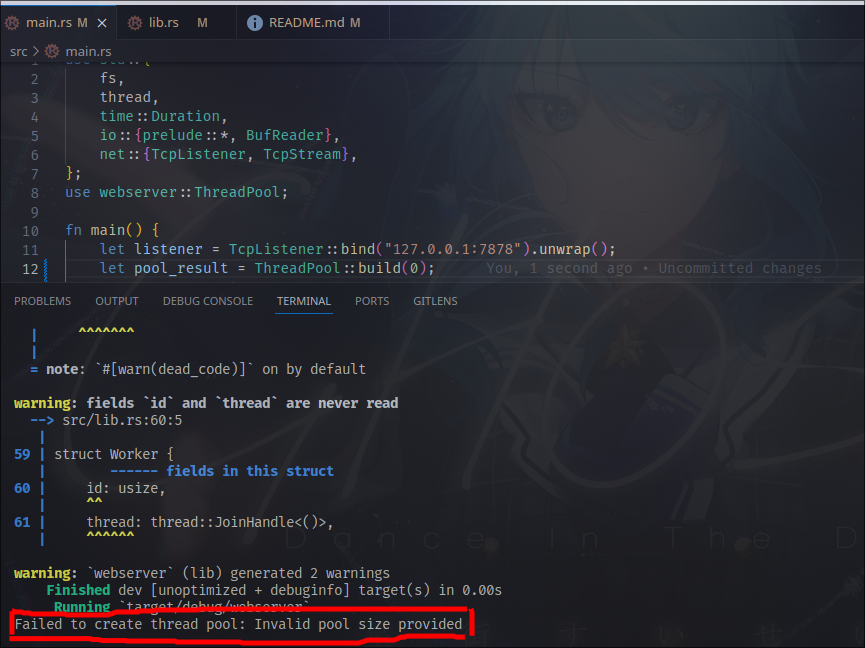 main.rs M lib.rs M README.md M
src > main.rs
1 use std::{
2 fs,
3 thread,
4 time::Duration,
5 io::{prelude::*, BufReader},
6 net::{TcpListener, TcpStream},
7 };
8 use webserver::ThreadPool;
9
10 fn main() {
11 let listener = TcpListener::bind("127.0.0.1:7878").unwrap();
12 let pool_result = ThreadPool::build(0); You, 1 second ago • Uncommitted changes
PROBLEMS OUTPUT DEBUG CONSOLE TERMINAL PORTS GITLENS
| ^^^^^^^
|
= note: `#[warn(dead_code)]` on by default
warning: fields `id` and `thread` are never read
--> src/lib.rs:60:5
|
59 | struct Worker {
| ------ fields in this struct
60 | id: usize,
| ^^
61 | thread: thread::JoinHandle<()>,
| ^^^^^^
Dance In The D
warning: `webserver` (lib) generated 2 warnings
Finished dev [unoptimized + debuginfo] target(s) in 0.00s
Running `target/debug/webserver`
Failed to create thread pool: Invalid pool size provided